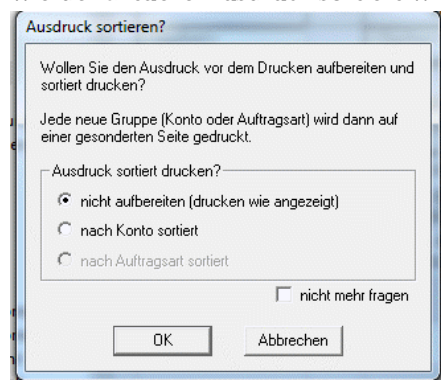 Ausdruck sortieren?
Wollen Sie den Ausdruck vor dem Drucken aufbereiten und
sortiert drucken?
Jede neue Gruppe (Konto oder Auftragsart) wird dann auf
einer gesonderten Seite gedruckt.
Ausdruck sortiert drucken?
nicht aufbereiten (drucken wie angezeigt)
nach Konto sortiert
nach Auftragsart sortiert
nicht mehr fragen
OK Abbrechen